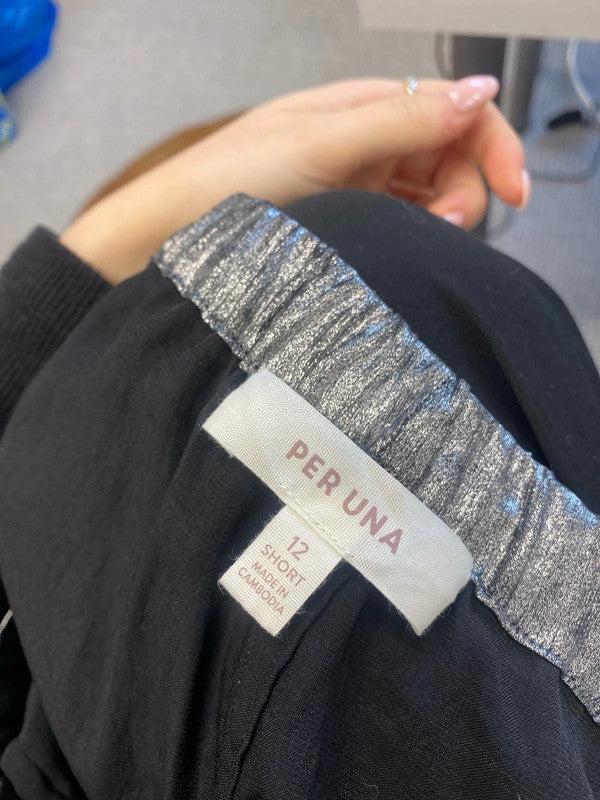 PER UNA
12
SHORT
MADE IN
CAMBODIA